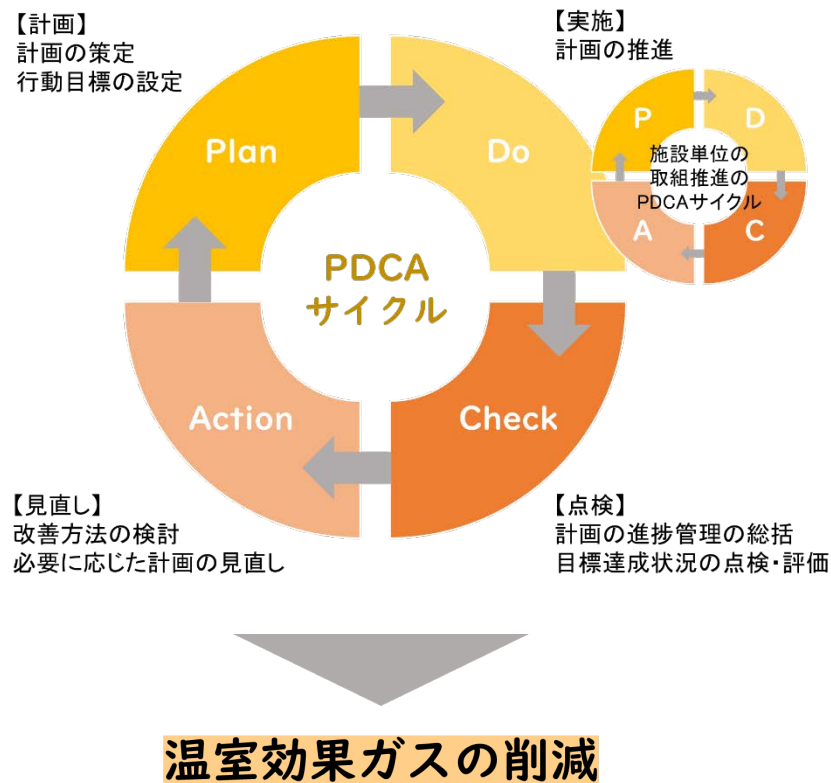 【計画】
計画の策定
行動目標の設定
【実施】
計画の推進
Plan
Do
P
D
施設単位の
取組推進の
PDCAサイクル
A
C
PDCA
サイクル
Action
Check
【見直し】
改善方法の検討
必要に応じた計画の見直し
【点検】
計画の進捗管理の総括
目標達成状況の点検・評価
温室効果ガスの削減